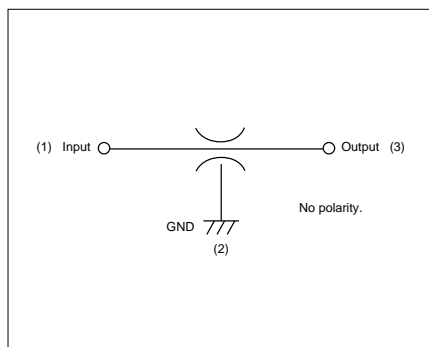 (1) Input Output (3)
No polarity.
GND
(2)